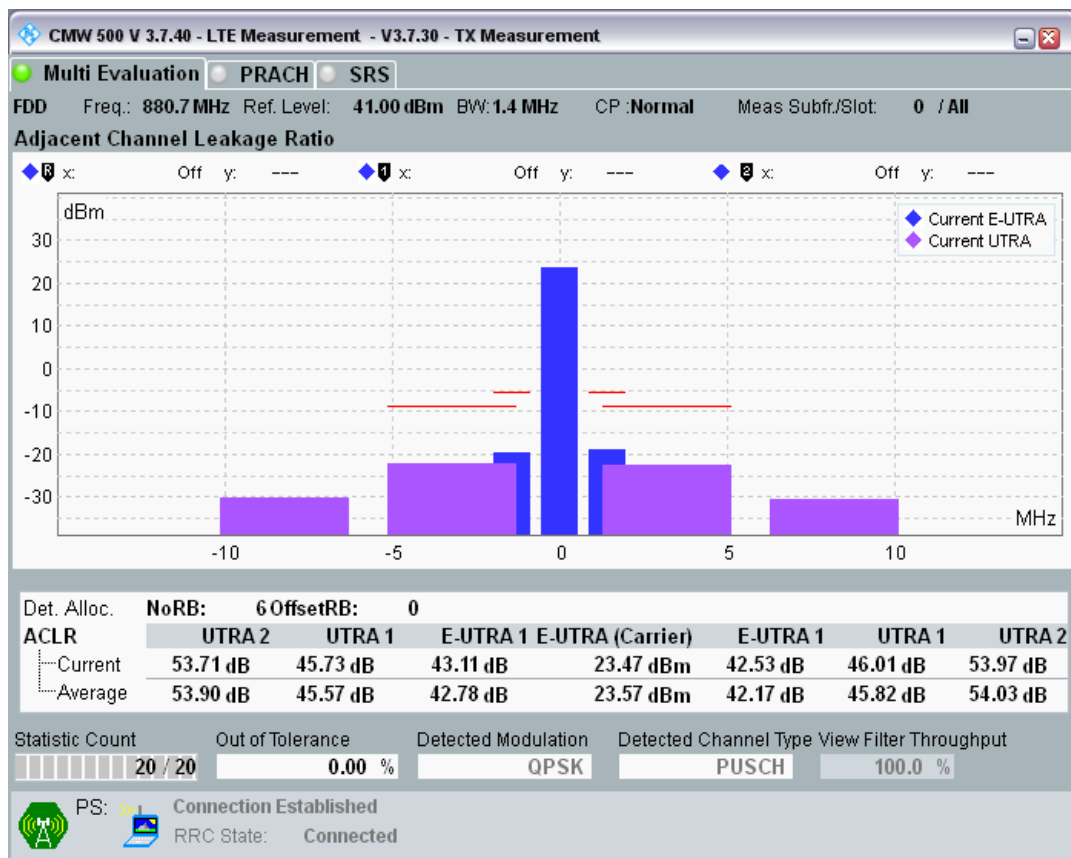 CMW 500 V 3.7.40 - LTE Measurement - V3.7.30 - TX Measurement
Multi Evaluation PRACH SRS
FDD Freq.: 880.7 MHz Ref. Level: 41.00 dBm BW: 1.4 MHz CP :Normal Meas Subfr./Slot: 0 / All
Adjacent Channel Leakage Ratio
R x: Off y: --- 1 x: Off y: --- 2 x: Off y: ---
dBm
Current E-UTRA
Current UTRA
30
20
10
0
-10
-20
-30
MHz
-10 -5 0 5 10
Det. Alloc. NoRB: 6 OffsetRB: 0
ACLR UTRA 2 UTRA 1 E-UTRA 1 E-UTRA (Carrier) E-UTRA 1 UTRA 1 UTRA 2
Current 53.71 dB 45.73 dB 43.11 dB 23.47 dBm 42.53 dB 46.01 dB 53.97 dB
Average 53.90 dB 45.57 dB 42.78 dB 23.57 dBm 42.17 dB 45.82 dB 54.03 dB
Statistic Count Out of Tolerance Detected Modulation Detected Channel Type View Filter Throughput
20 / 20 0.00 % QPSK PUSCH 100.0 %
PS: Connection Established
RRC State: Connected